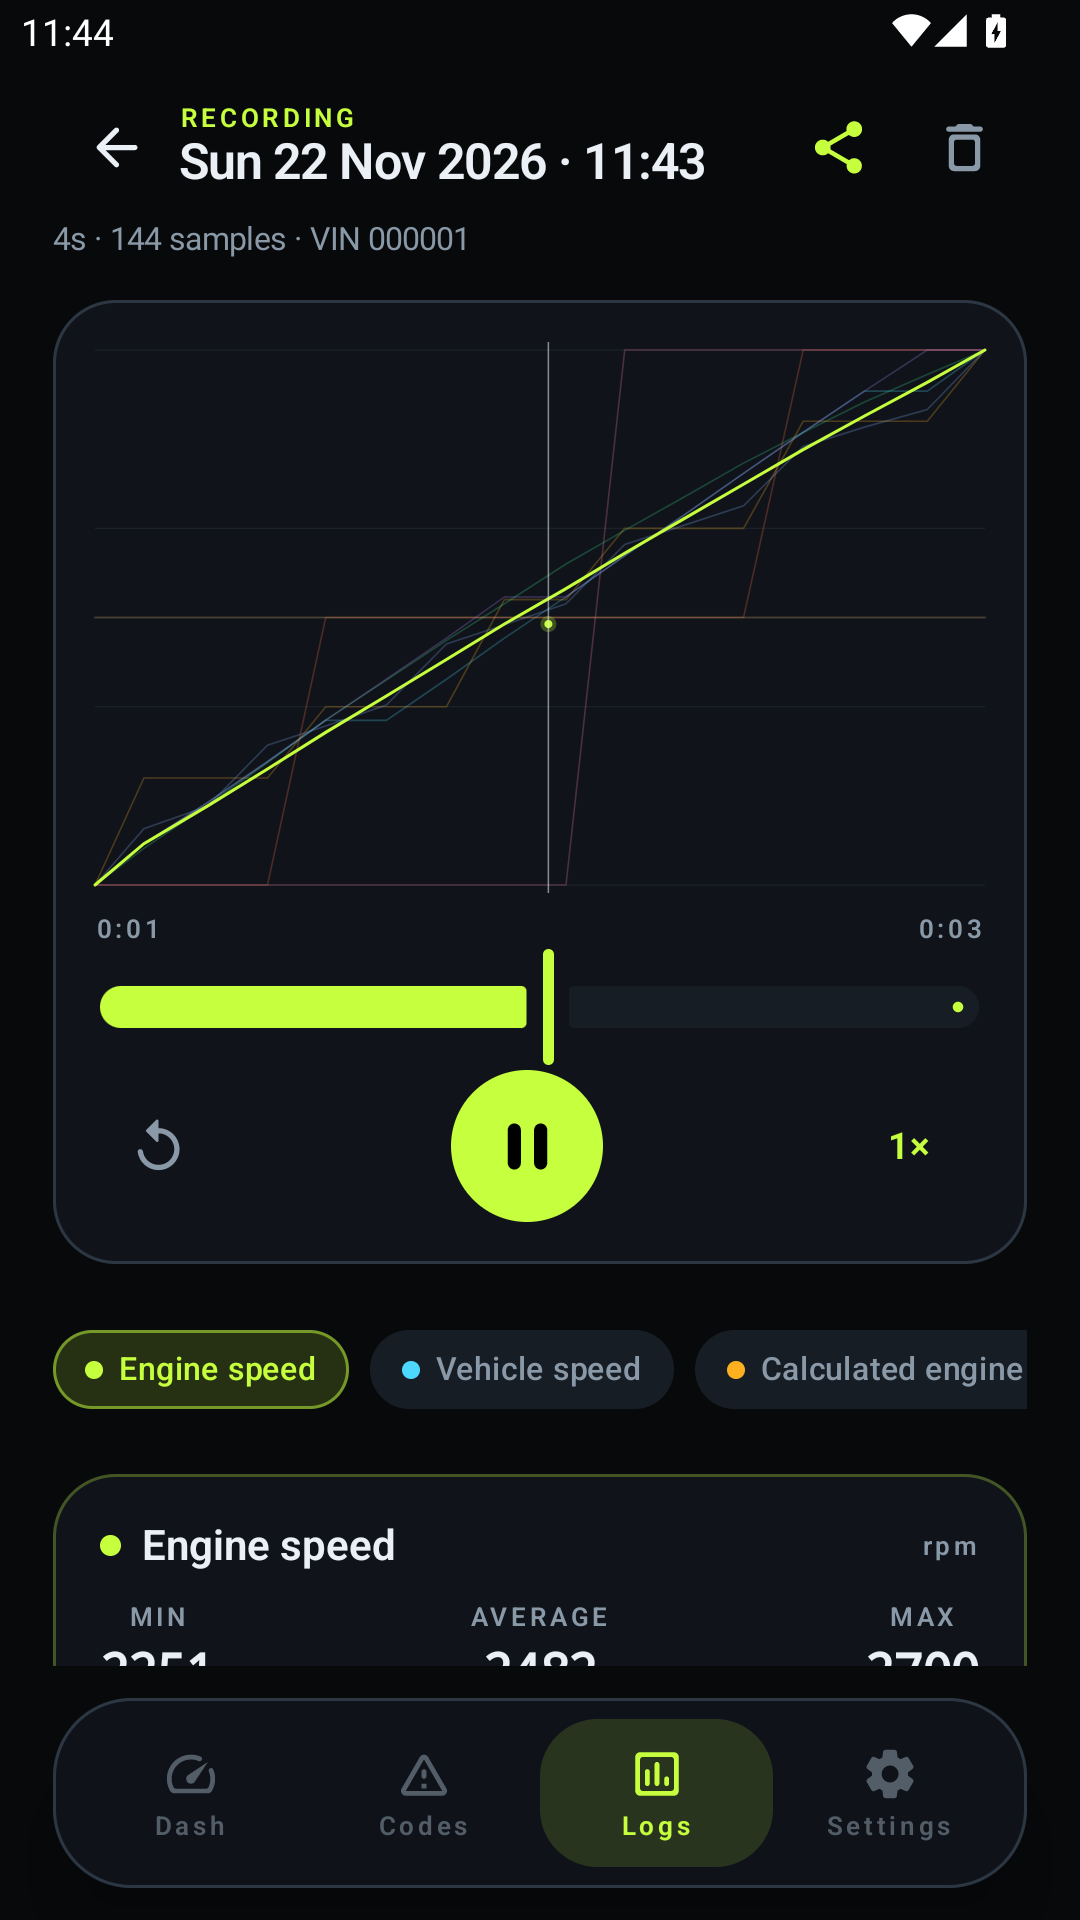 11:44
RECORDING
Sun 22 Nov 2026 · 11:43
4s · 144 samples · VIN 000001
0:01
0:03
1×
Engine speed
Vehicle speed
Calculated engine
Engine speed
rpm
MIN
AVERAGE
MAX
Dash
Codes
Logs
Settings